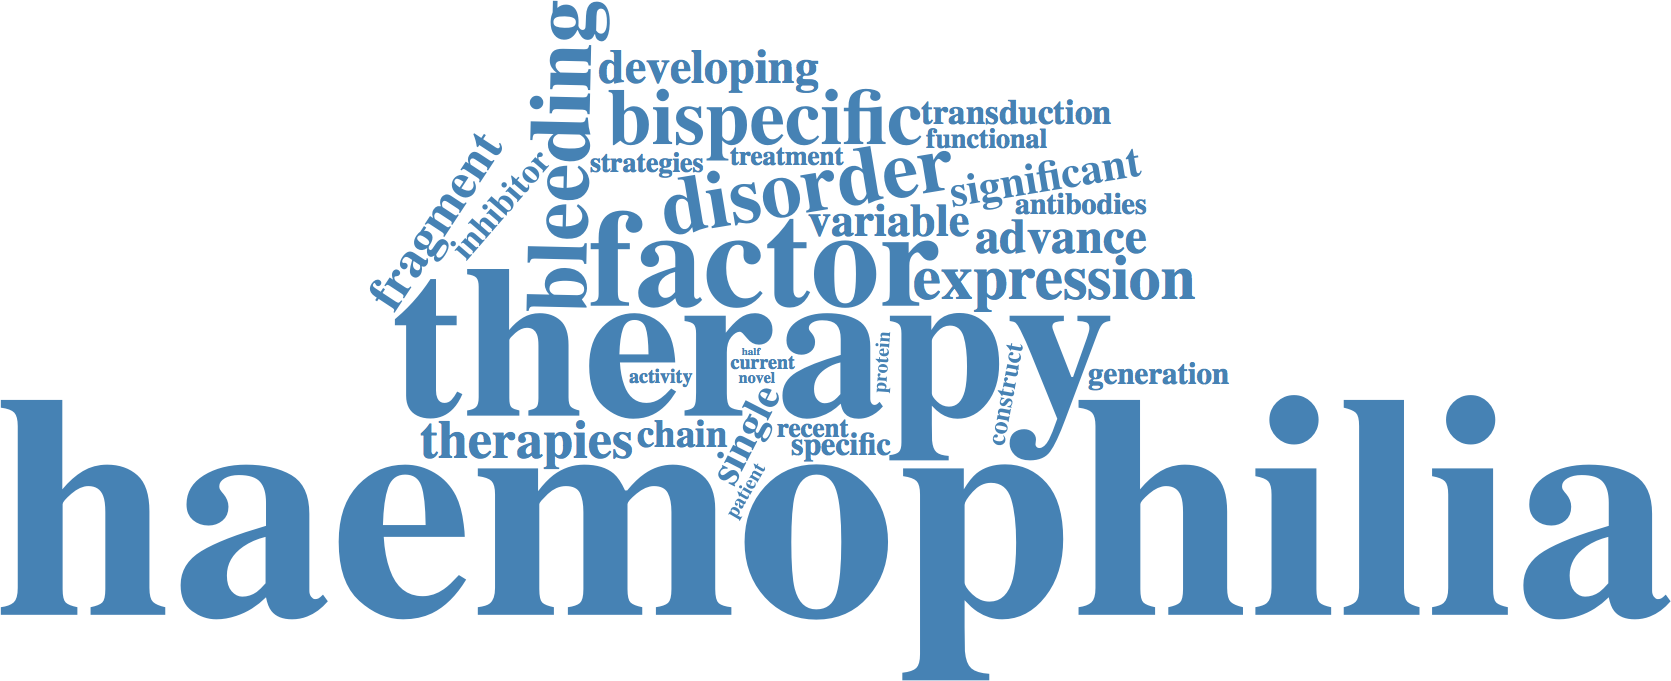 bleeding
developing
bispecific
transduction
functional
strategies
treatment
disorder
significant
fragment
inhibitor
antibodies
variable
advance
factor
expression
therapy
half
current
novel
activity
protein
construct
generation
therapies
chain
single
recent
specific
patient
haemophilia